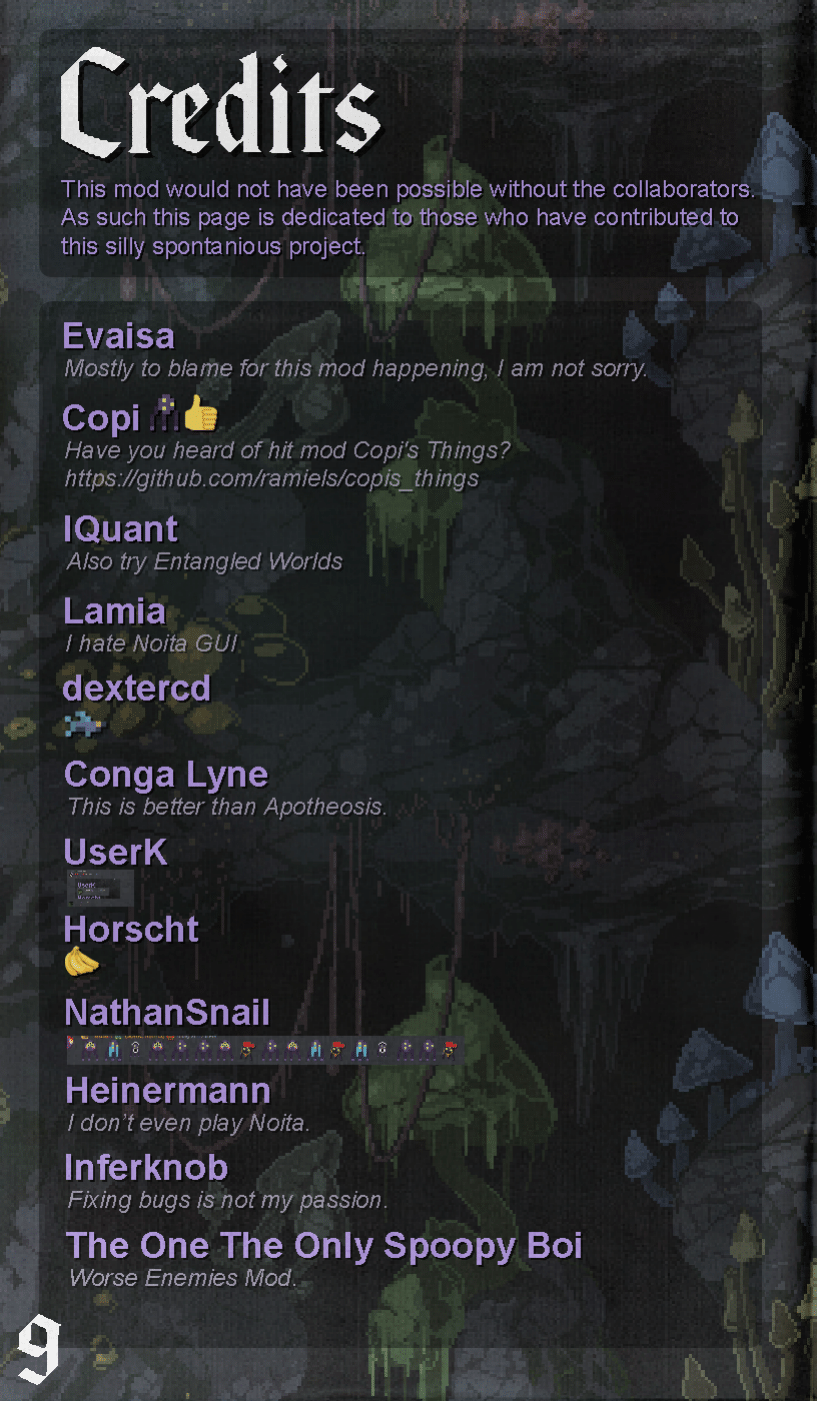 Credits
This mod would not have been possible without the collaborators.
As such this page is dedicated to those who have contributed to
this silly spontanious project.
Evaisa
Mostly to blame for this mod happening, I am not sorry.
Copi
Have you heard of hit mod Copi's Things?
https://github.com/ramiels/copis_things
IQuant
Also try Entangled Worlds
Lamia
I hate Noita GUI
dextercd
Conga Lyne
This is better than Apotheosis.
UserK
UserK
Horscht
NathanSnail
Heinermann
I don't even play Noita.
Inferknob
Fixing bugs is not my passion.
The One The Only Spoopy Boi
Worse Enemies Mod.
9